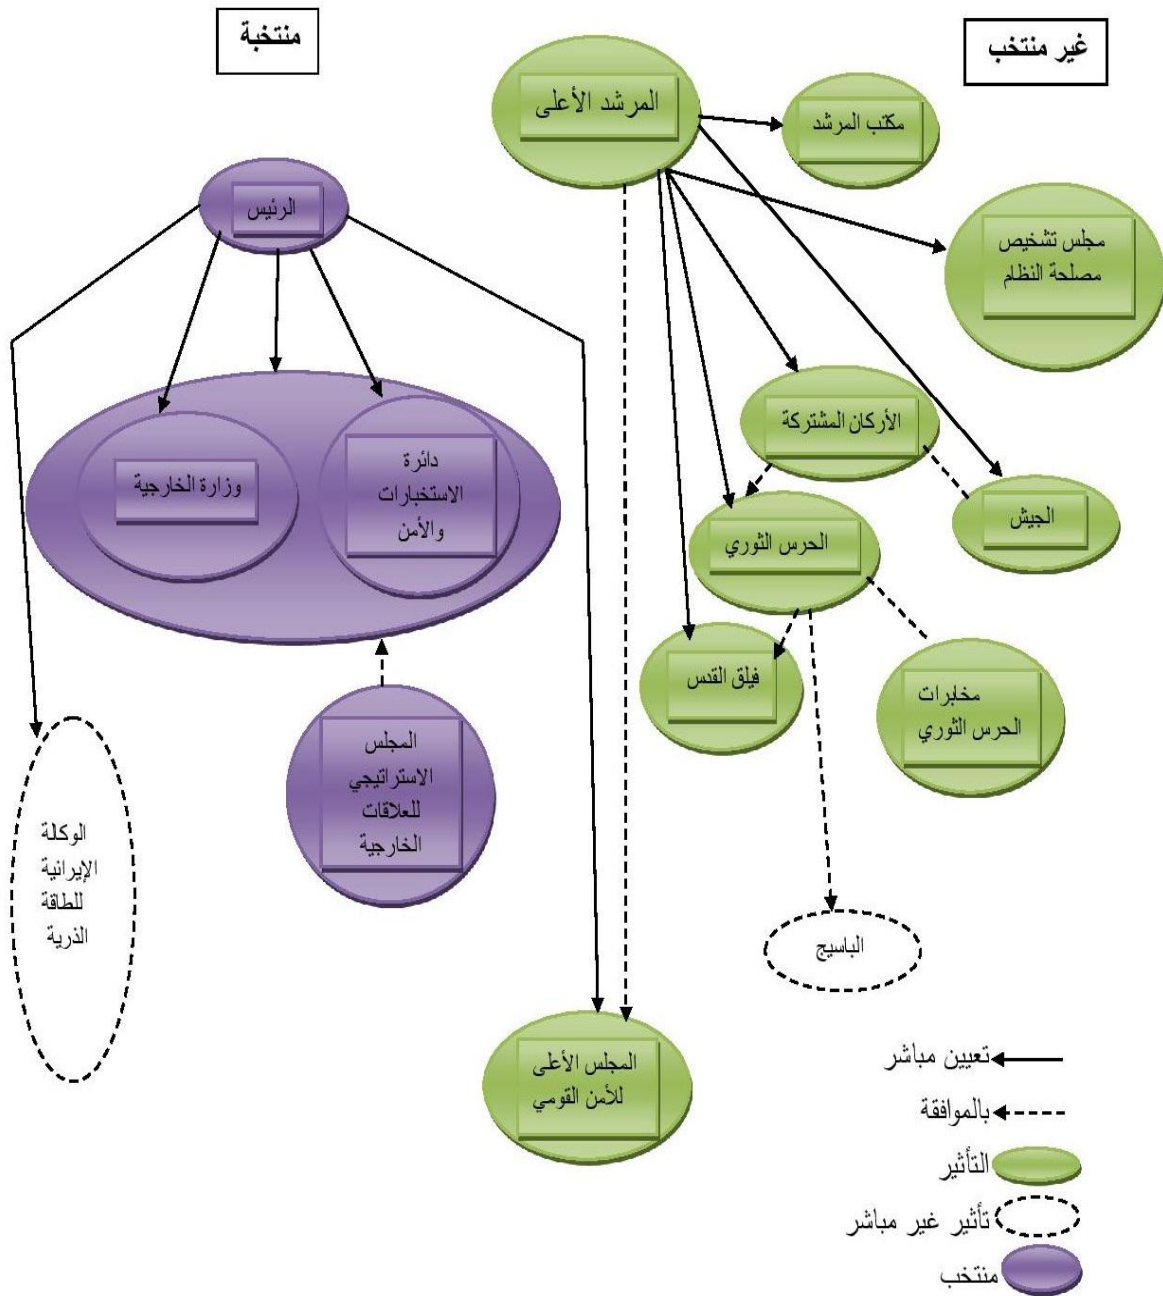 غير منتخب
منتخبة
المرشد الأعلى
مكتب المرشد
الرئيس
مجلس تشخيص
مصلحة النظام
الأركان المشتركة
دائرة
الاستخبارات
والأمن
وزارة الخارجية
الجيش
الحرس الثوري
فيلق القدس
مخابرات
الحرس الثوري
المجلس
الاستراتيجي
للعلاقات
الخارجية
الوكالة
الإيرانية
للطاقة
الذرية
الباسيج
المجلس الأعلى
للأمن القومي
تعيين مباشر
بالموافقة
التأثير
تأثير غير مباشر
منتخب